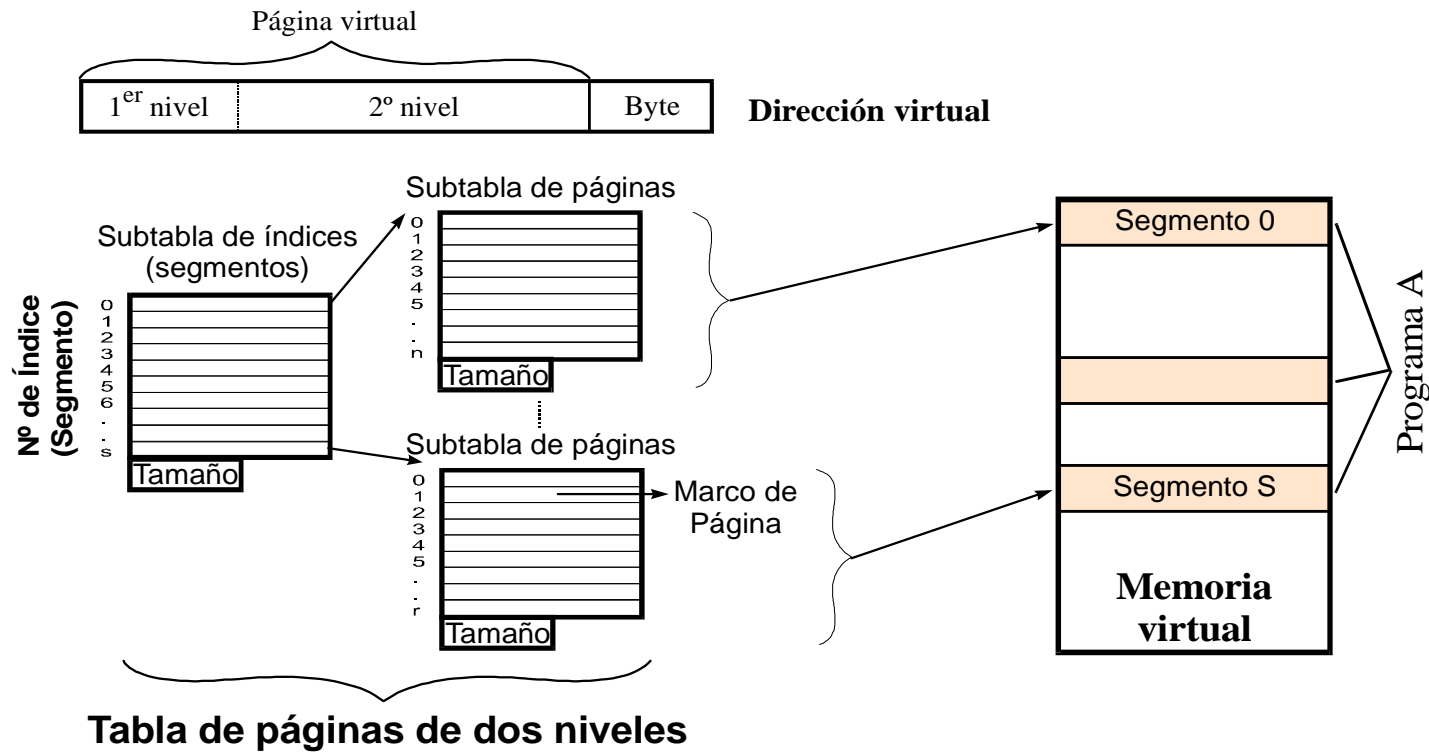 Página virtual
1er nivel 2º nivel Byte Dirección virtual
Subtabla de páginas
0
1
2
3
4
5
.
.
n
Tamaño
Subtabla de índices
(segmentos)
Nº de Índice
(Segmento)
0
1
2
3
4
5
6
.
.
s
Tamaño
Subtabla de páginas
0
1
2
3
4
5
.
.
r
Tamaño
Marco de
Página
Segmento 0
Segmento S
Memoria
virtual
Programa A
Tabla de páginas de dos niveles